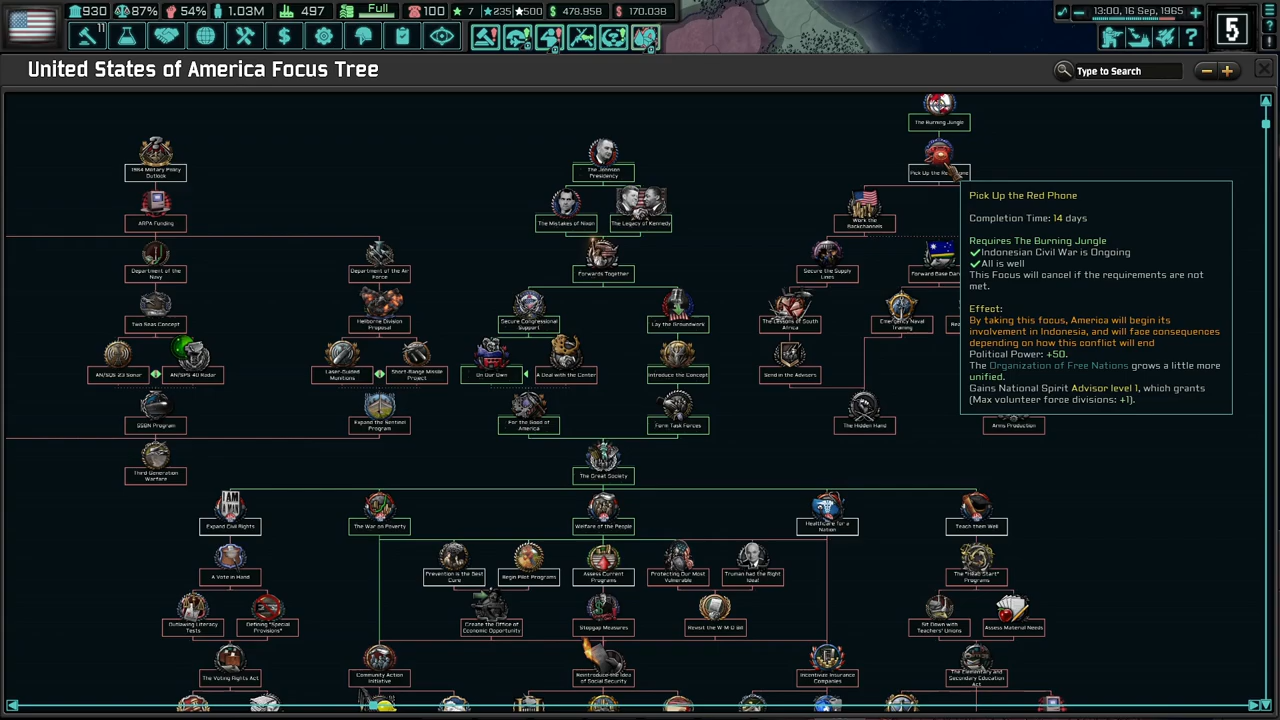 930 87% 54% 1.03M 497 Full 100 7 235 500 $ 478.958 $ 170.038
13:00, 16 Sep, 1965
5
11
United States of America Focus Tree
Type to Search
The Burning Jungle
1964 Military Policy
Outlook
The Johnson
Presidency
Pick Up the Red Phone
ARPA Funding
The Mistakes of Nixon
The Legacy of Kennedy
Work the
Backchannels
Pick Up the Red Phone
Completion Time: 14 days
Requires The Burning Jungle
Indonesian Civil War is Ongoing
All is well
This Focus will cancel if the requirements are not
met.
Effect:
By taking this focus, America will begin its
involvement in Indonesia, and will face consequences
depending on how this conflict will end
Political Power: +50.
The Organization of Free Nations grows a little more
unified.
Gains National Spirit Advisor level 1, which grants
(Max volunteer force divisions: +1).
Department of the
Navy
Department of the Air
Force
Forwards Together
Secure the Supply
Lines
Two Seas Concept
Heliborne Division
Proposal
Secure Congressional
Support
Lay the Groundwork
The Lessons of South
Africa
Emergency Naval
Training
AN/SQS 23 Sonar
AN/SPS 40 Radar
Laser-Guided
Munitions
Short-Range Missile
Project
On Our Own
A Deal with the Center
Introduce the Concept
Send in the Advisors
SSBN Program
Expand the Sentinel
Program
For the Good of
America
Form Task Forces
The Hidden Hand
Arms Production
Third Generation
Warfare
The Great Society
I AM
Expand Civil Rights
The War on Poverty
Welfare of the People
Healthcare for a
Nation
Teach them Well
A Vote in Hand
Prevention is the Best
Cure
Begin Pilot Programs
Assess Current
Programs
Protecting Our Most
Vulnerable
Truman had the Right
Idea!
The "Head Start"
Programs
Outlawing Literacy
Tests
Defining "Special
Provisions"
Create the Office of
Economic Opportunity
Stopgap Measures
Revisit the W M D Bill
Sit Down with
Teachers' Unions
Assess Material Needs
The Voting Rights Act
Community Action
Initiative
Reintroduce the Idea
of Social Security
Incentivize Insurance
Companies
The Elementary and
Secondary Education
Act